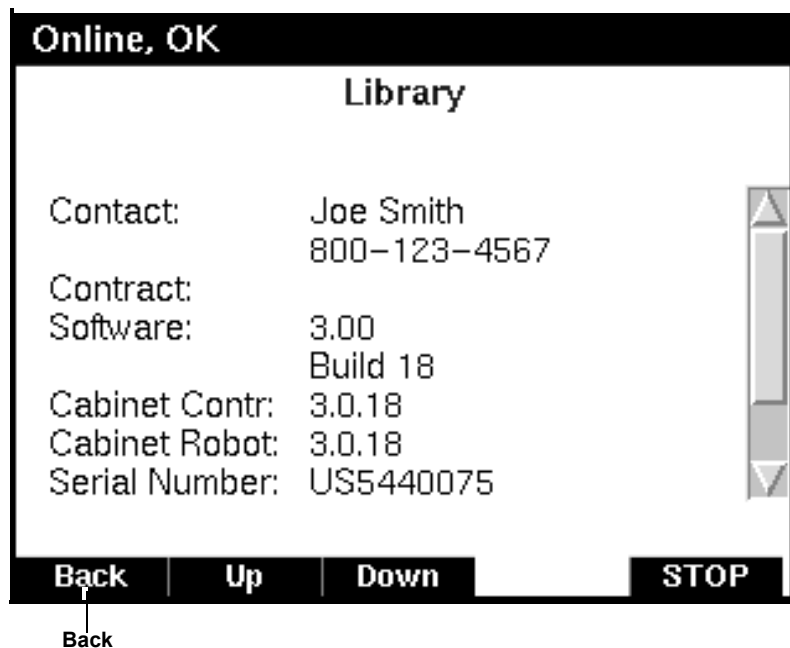 Online, OK
Library
Contact: Joe Smith
800-123-4567
Contract:
Software: 3.00
Build 18
Cabinet Contr: 3.0.18
Cabinet Robot: 3.0.18
Serial Number: US5440075
Back Up Down STOP
Back